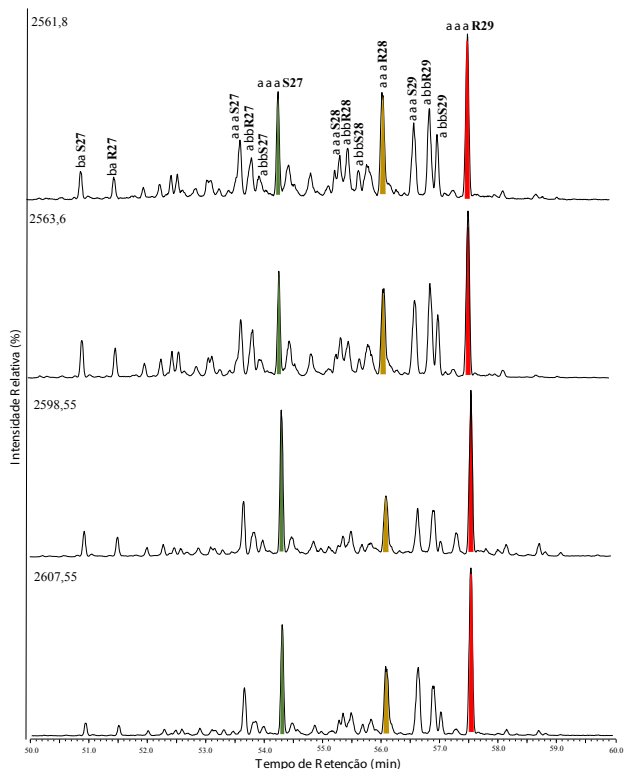 2561,8
a a a R29
a a a R28
a a a S27
a a a S27
a bb R27
a bb S27
a a a S28
a bb R28
a bb S28
a a a S29
a bb R29
a bb S29
ba S27
ba R27
2563,6
Intensidade Relativa (%)
2598,55
2607,55
50.0 51.0 52.0 53.0 54.0 55.0 56.0 57.0 58.0 59.0 60.0
Tempo de Retenção (min)